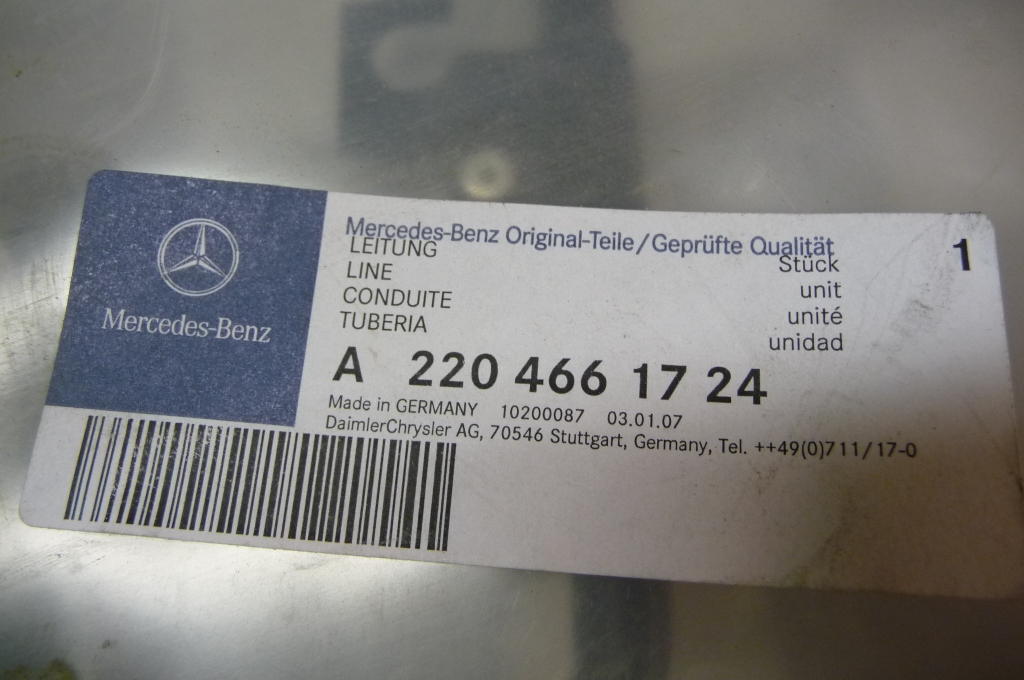 Mercedes-Benz
Mercedes-Benz Original-Teile/Geprüfte Qualität
LEITUNG Stück 1
LINE unit
CONDUITE unité
TUBERIA unidad
A 220 466 17 24
Made in GERMANY 10200087 03.01.07
DaimlerChrysler AG, 70546 Stuttgart, Germany, Tel. ++49(0)711/17-0